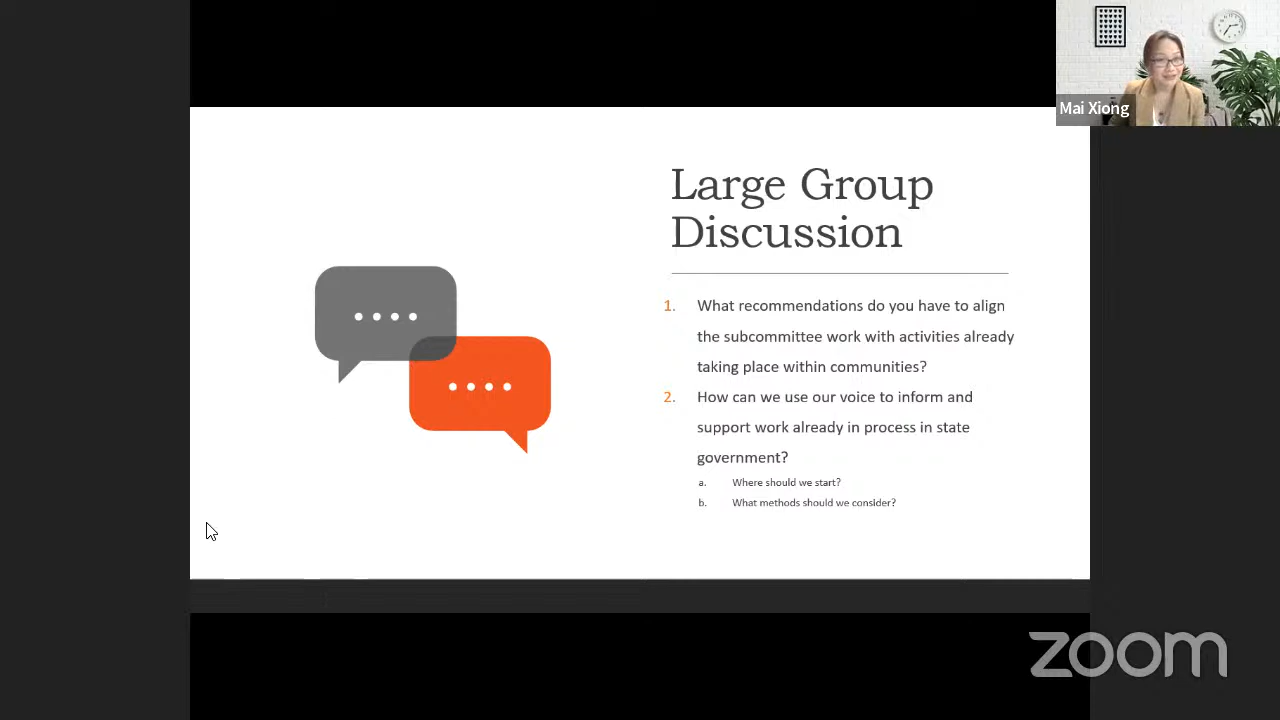 Mai Xiong
Large Group
Discussion
1. What recommendations do you have to align
the subcommittee work with activities already
taking place within communities?
2. How can we use our voice to inform and
support work already in process in state
government?
a. Where should we start?
b. What methods should we consider?
zoom